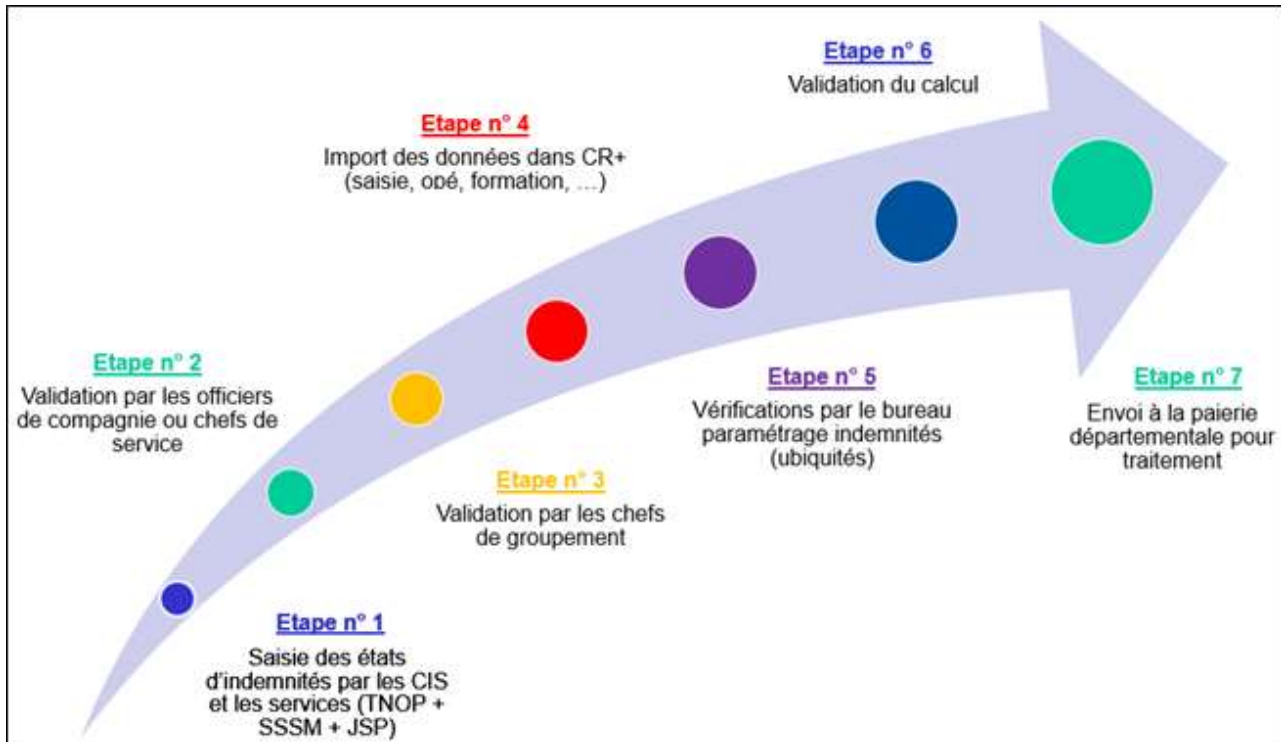 Etape n° 1
Saisie des états
d'indemnités par les CIS
et les services (TNOP +
SSSM + JSP)
Etape n° 2
Validation par les officiers
de compagnie ou chefs de
service
Etape n° 3
Validation par les chefs
de groupement
Etape n° 4
Import des données dans CR+
(saisie, opé, formation, …)
Etape n° 5
Vérifications par le bureau
paramétrage indemnités
(ubiquités)
Etape n° 6
Validation du calcul
Etape n° 7
Envoi à la paierie
départementale pour
traitement